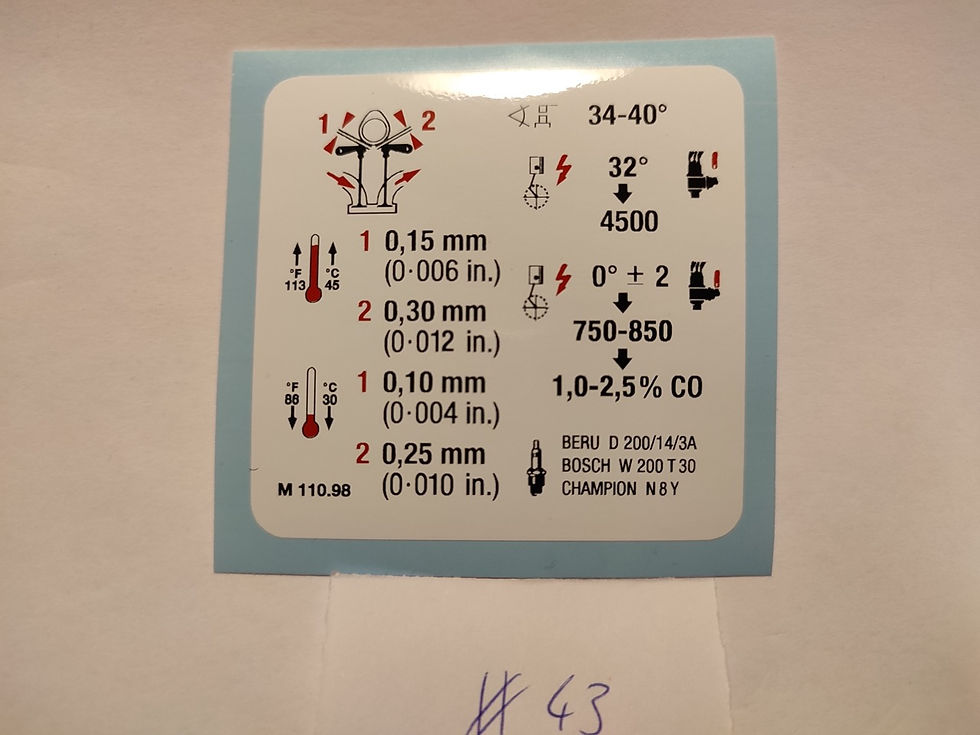 1 2
1 0,15 mm
(0·006 in.)
°F °C
113 45
2 0,30 mm
(0·012 in.)
1 0,10 mm
(0·004 in.)
°F °C
86 30
2 0,25 mm
(0·010 in.)
M 110.98
34-40°
32°
4500
0° ± 2
750-850
1,0-2,5% CO
BERU D 200/14/3A
BOSCH W 200 T 30
CHAMPION N 8 Y
# 43